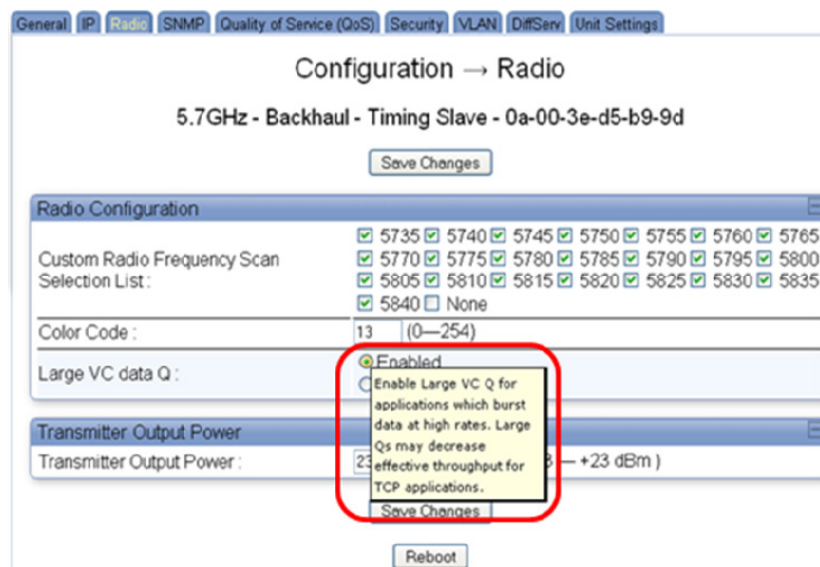 General IP Radio SNMP Quality of Service (QoS) Security VLAN DiffServ Unit Settings
Configuration → Radio
5.7GHz - Backhaul - Timing Slave - 0a-00-3e-d5-b9-9d
Save Changes
Radio Configuration
Custom Radio Frequency Scan Selection List :
5735 5740 5745 5750 5755 5760 5765
5770 5775 5780 5785 5790 5795 5800
5805 5810 5815 5820 5825 5830 5835
5840 None
Color Code : 13 (0—254)
Large VC data Q : Enabled
Enable Large VC Q for
applications which burst
data at high rates. Large
Qs may decrease
effective throughput for
TCP applications.
Transmitter Output Power
Transmitter Output Power : 23 — +23 dBm )
Save Changes
Reboot